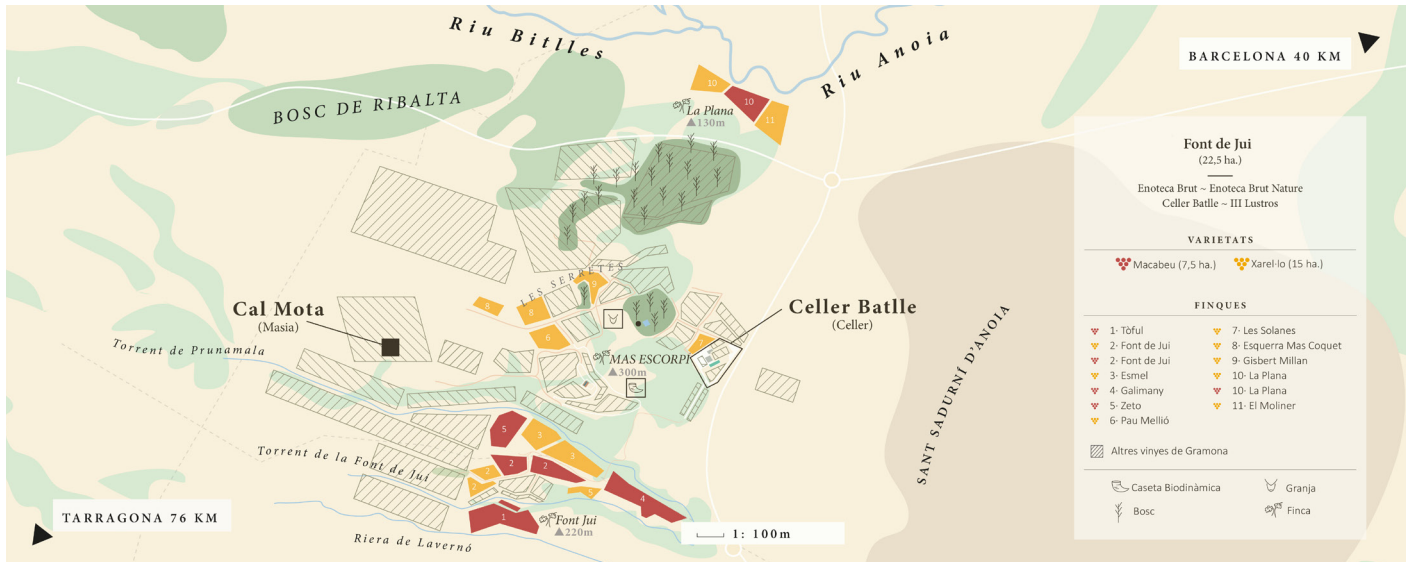 Riu Bitlles
Riu Anoia
BARCELONA 40 KM
BOSC DE RIBALTA
10
10
11
La Plana
130m
LES SERRETES
9
8
8
6
7
Cal Mota
(Masia)
Celler Batlle
(Celler)
Torrent de Prunamala
MAS ESCORPÍ
300m
SANT SADURNÍ D'ANOIA
5
3
3
2
2
2
2
5
4
1
Torrent de la Font de Jui
Font Jui
220m
TARRAGONA 76 KM
Riera de Lavernó
1: 100m
Font de Jui
(22,5 ha.)
Enoteca Brut ~ Enoteca Brut Nature
Celler Batlle ~ III Lustros
VARIETATS
Macabeu (7,5 ha.)
Xarel·lo (15 ha.)
FINQUES
1· Tòful
2· Font de Jui
2· Font de Jui
3· Esmel
4· Galimany
5· Zeto
6· Pau Mellió
7· Les Solanes
8· Esquerra Mas Coquet
9· Gisbert Millan
10· La Plana
10· La Plana
11· El Moliner
Altres vinyes de Gramona
Caseta Biodinàmica
Granja
Bosc
Finca